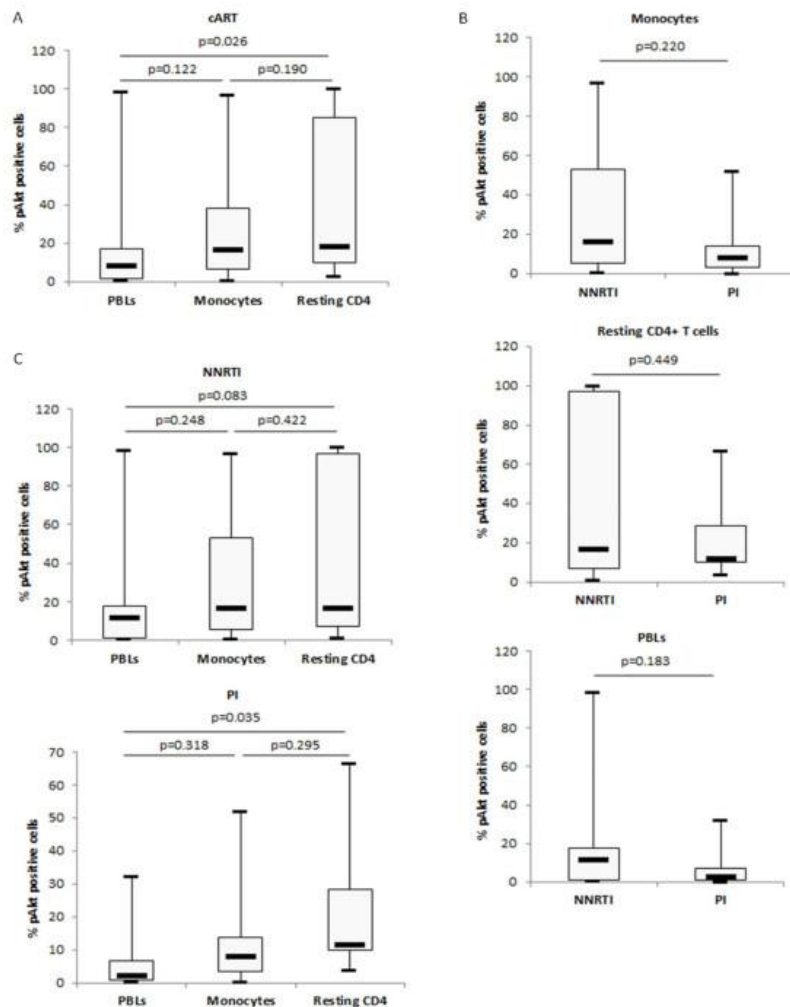 A
cART
p=0.026
p=0.122 p=0.190
120
100
80
60
40
20
0
% pAkt positive cells
PBLs Monocytes Resting CD4
B
Monocytes
p=0.220
120
100
80
60
40
20
0
% pAkt positive cells
NNRTI PI
Resting CD4+ T cells
p=0.449
120
100
80
60
40
20
0
% pAkt positive cells
NNRTI PI
PBLs
p=0.183
120
100
80
60
40
20
0
% pAkt positive cells
NNRTI PI
C
NNRTI
p=0.083
p=0.248 p=0.422
120
100
80
60
40
20
0
% pAkt positive cells
PBLs Monocytes Resting CD4
PI
p=0.035
p=0.318 p=0.295
70
60
50
40
30
20
10
0
% pAkt positive cells
PBLs Monocytes Resting CD4